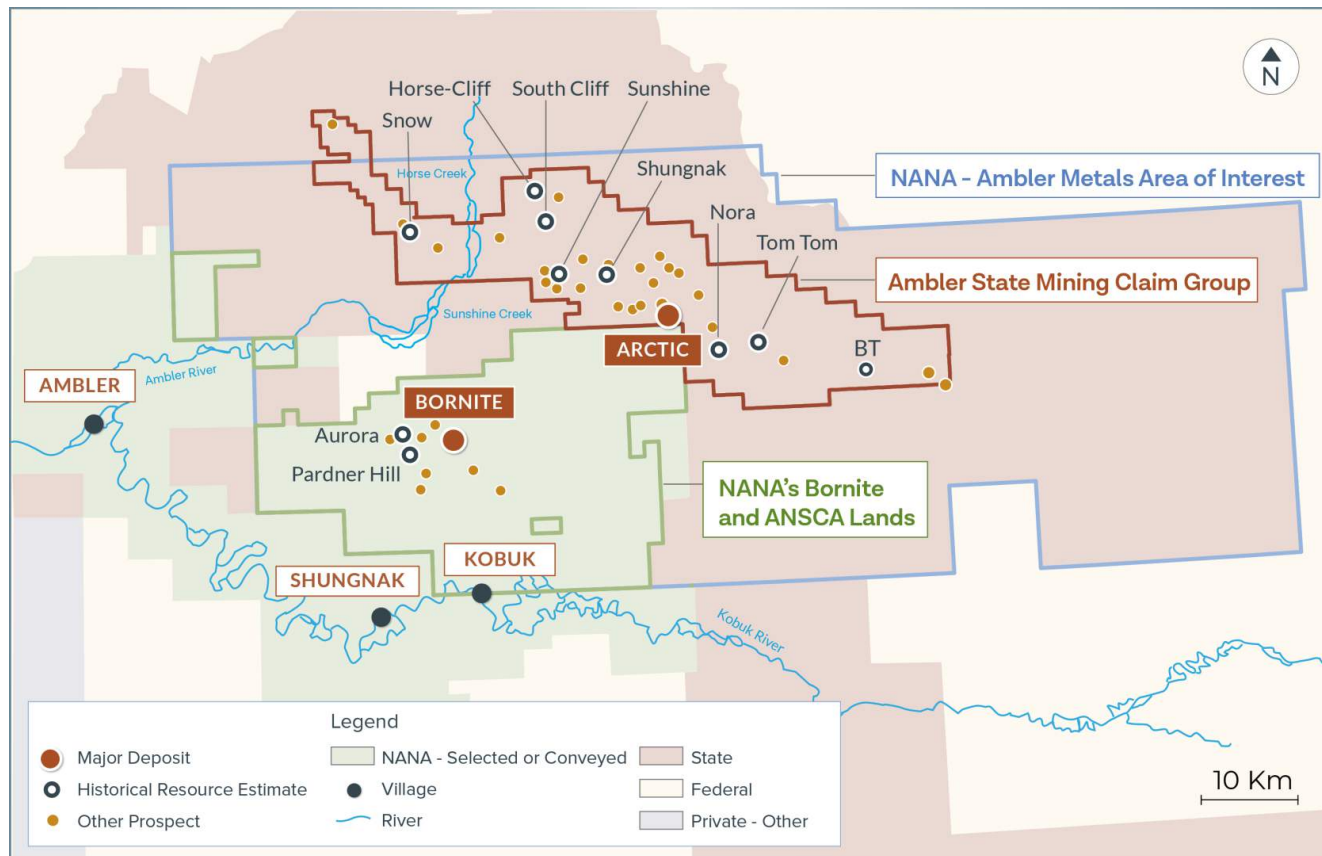 N
Horse-Cliff
South Cliff
Sunshine
Snow
Shungnak
Horse Creek
NANA - Ambler Metals Area of Interest
Nora
Tom Tom
Ambler State Mining Claim Group
Sunshine Creek
ARCTIC
BT
Ambler River
AMBLER
BORNITE
Aurora
Pardner Hill
NANA's Bornite
and ANSCA Lands
KOBUK
SHUNGNAK
Kobuk River
Legend
Major Deposit
NANA - Selected or Conveyed
State
Historical Resource Estimate
Village
Federal
Other Prospect
River
Private - Other
10 Km